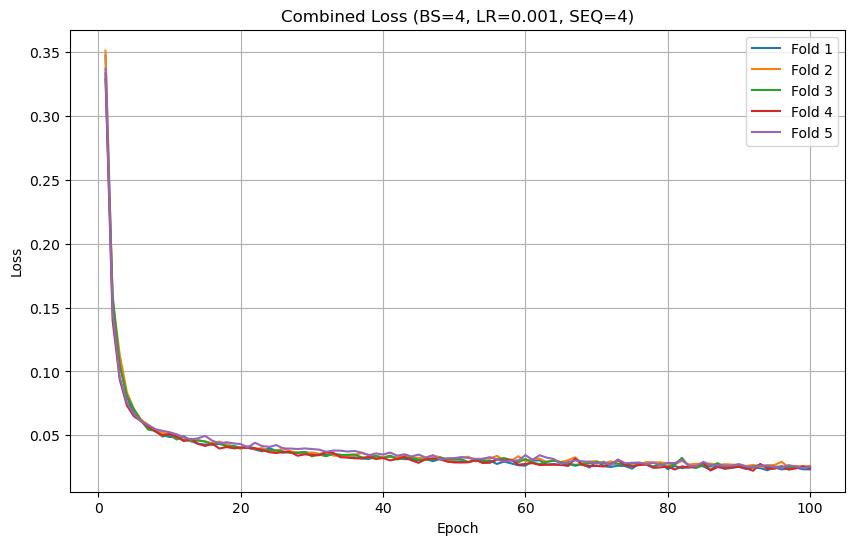 Combined Loss (BS=4, LR=0.001, SEQ=4)
Fold 1
Fold 2
Fold 3
Fold 4
Fold 5
Loss
0.35
0.30
0.25
0.20
0.15
0.10
0.05
0 20 40 60 80 100
Epoch